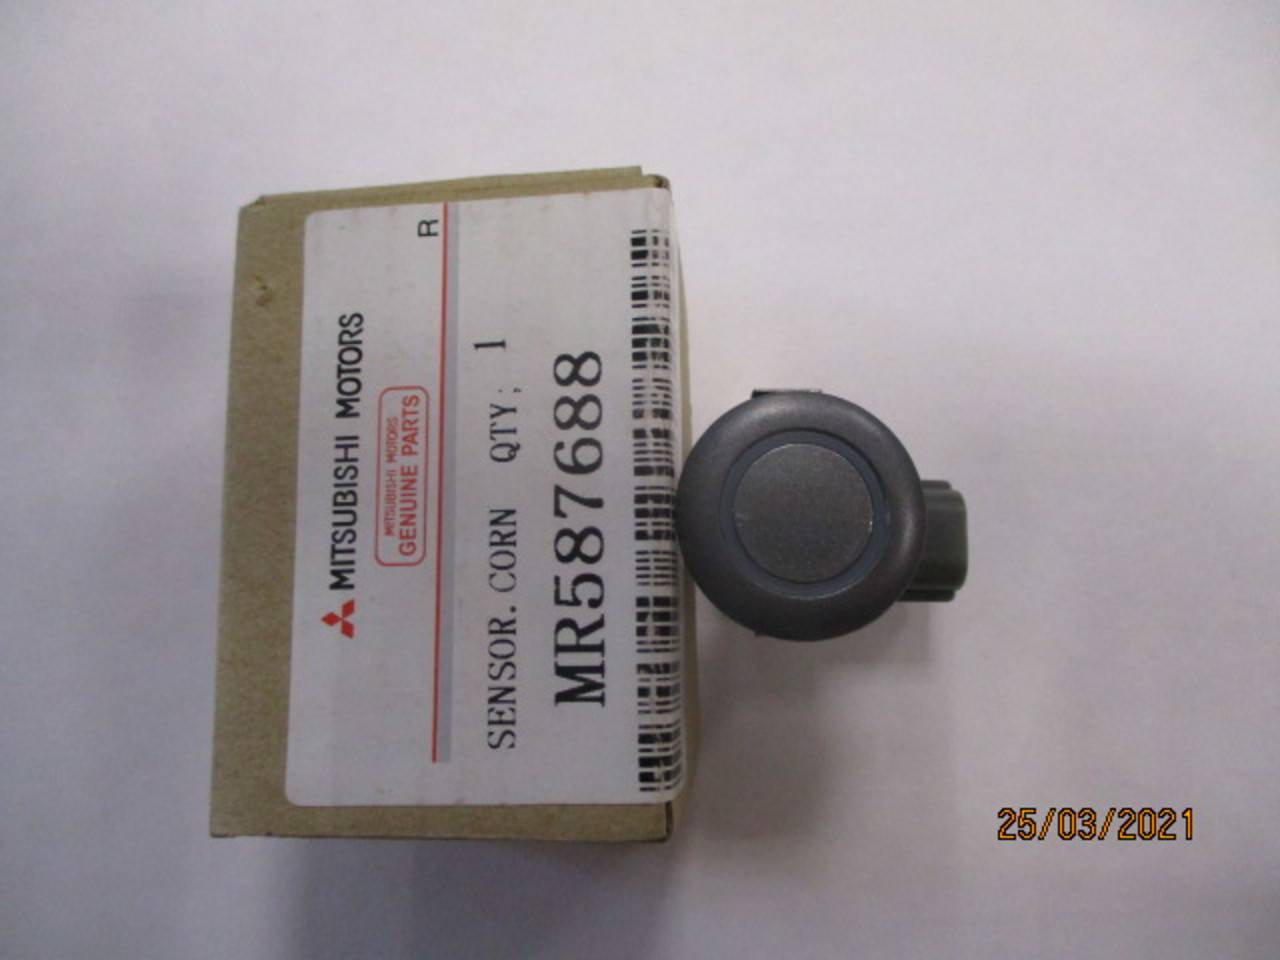 R
MITSUBISHI MOTORS
MITSUBISHI MOTORS
GENUINE PARTS
SENSOR.CORN QTY; 1
MR587688
25/03/2021